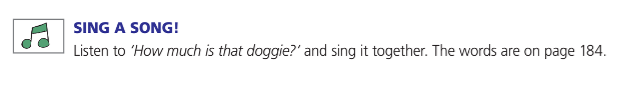 SING A SONG!
Listen to ‘How much is that doggie?’ and sing it together. The words are on page 184.